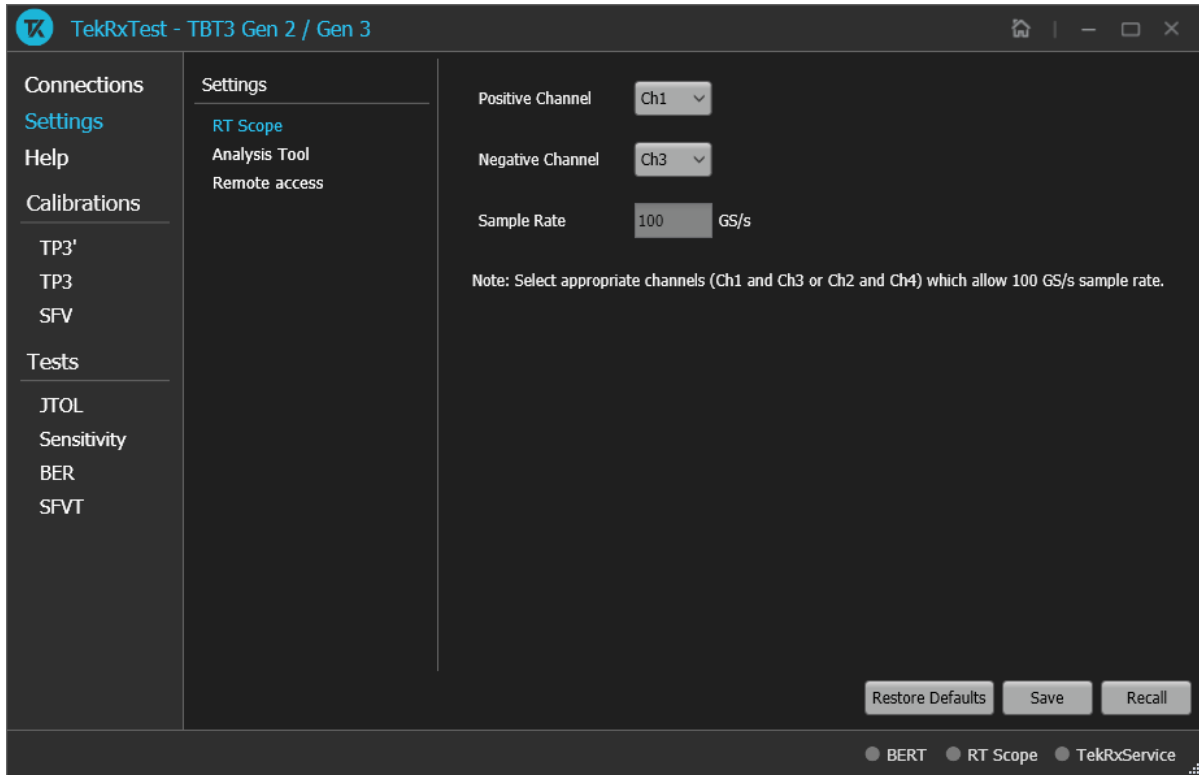 TekRxTest - TBT3 Gen 2 / Gen 3
Connections
Settings
Help
Calibrations
TP3'
TP3
SFV
Tests
JTOL
Sensitivity
BER
SFVT
Settings
RT Scope
Analysis Tool
Remote access
Positive Channel Ch1
Negative Channel Ch3
Sample Rate 100 GS/s
Note: Select appropriate channels (Ch1 and Ch3 or Ch2 and Ch4) which allow 100 GS/s sample rate.
Restore Defaults Save Recall
BERT RT Scope TekRxService